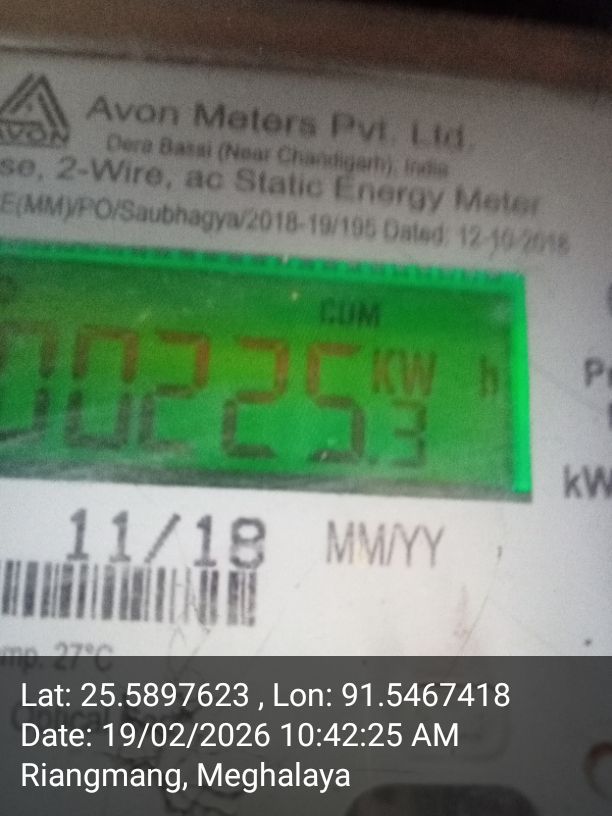 AVON
Avon Meters Pvt. Ltd.
Dera Bassi (Near Chandigarh), India
se, 2-Wire, ac Static Energy Meter
E(MM)/PO/Saubhagya/2018-19/195 Dated: 12-10-2018
CUM
00225.3 KW h
kW
11/18 MM/YY
mp. 27°C
Lat: 25.5897623 , Lon: 91.5467418
Date: 19/02/2026 10:42:25 AM
Riangmang, Meghalaya